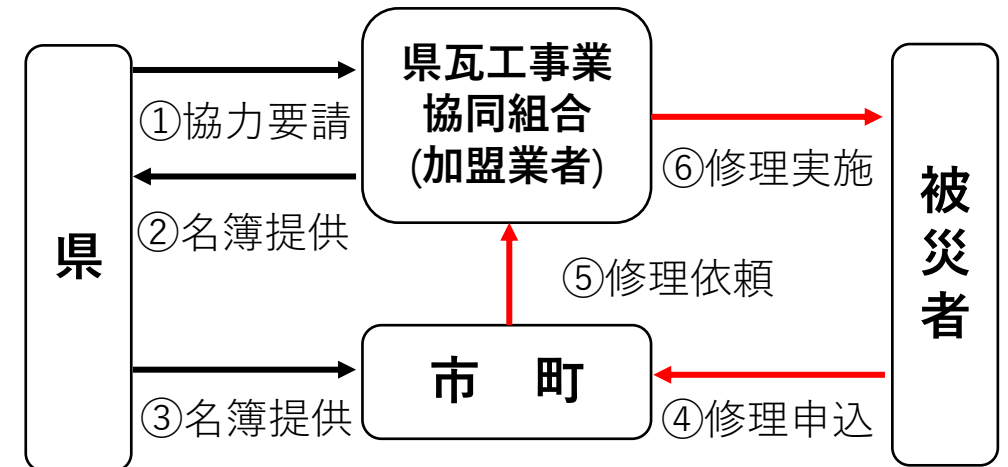 県瓦工事業
協同組合
(加盟業者)
①協力要請
②名簿提供
⑥修理実施
県
被災者
⑤修理依頼
市　町
③名簿提供
④修理申込